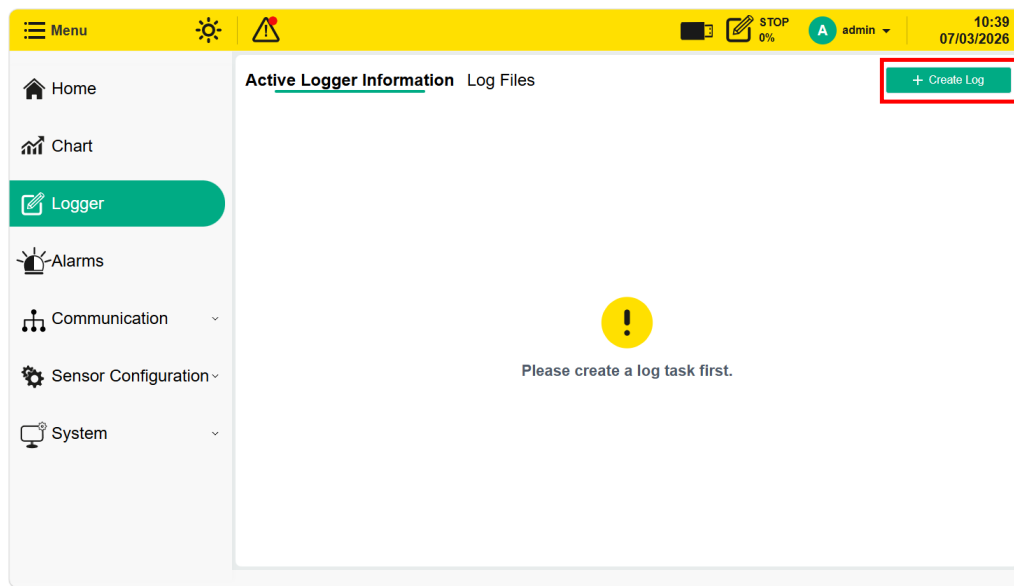 Menu
STOP
0%
A
admin
10:39
07/03/2026
Home
Chart
Logger
Alarms
Communication
Sensor Configuration
System
Active Logger Information
Log Files
+ Create Log
!
Please create a log task first.